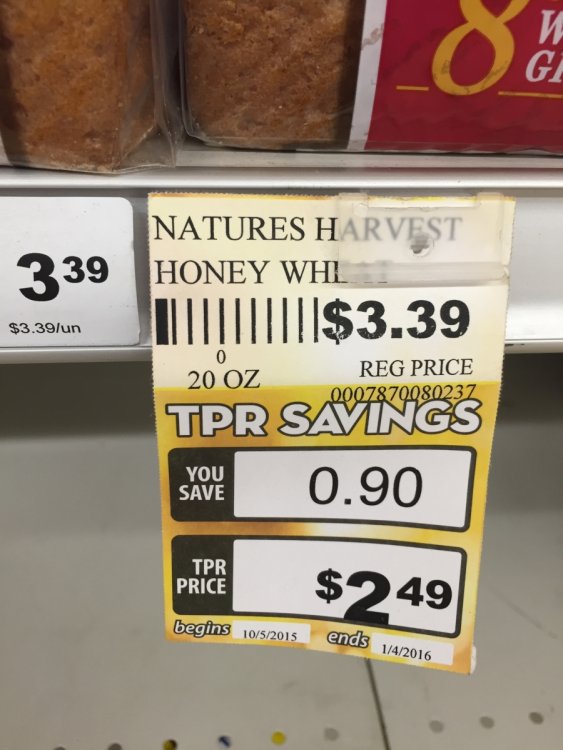 8
3 39
$3.39/un
NATURES HARVEST
HONEY
$3.39
0
20 OZ
REG PRICE
0007870080237
TPR SAVINGS
YOU SAVE
0.90
TPR PRICE
$2 49
begins 10/5/2015 ends 1/4/2016